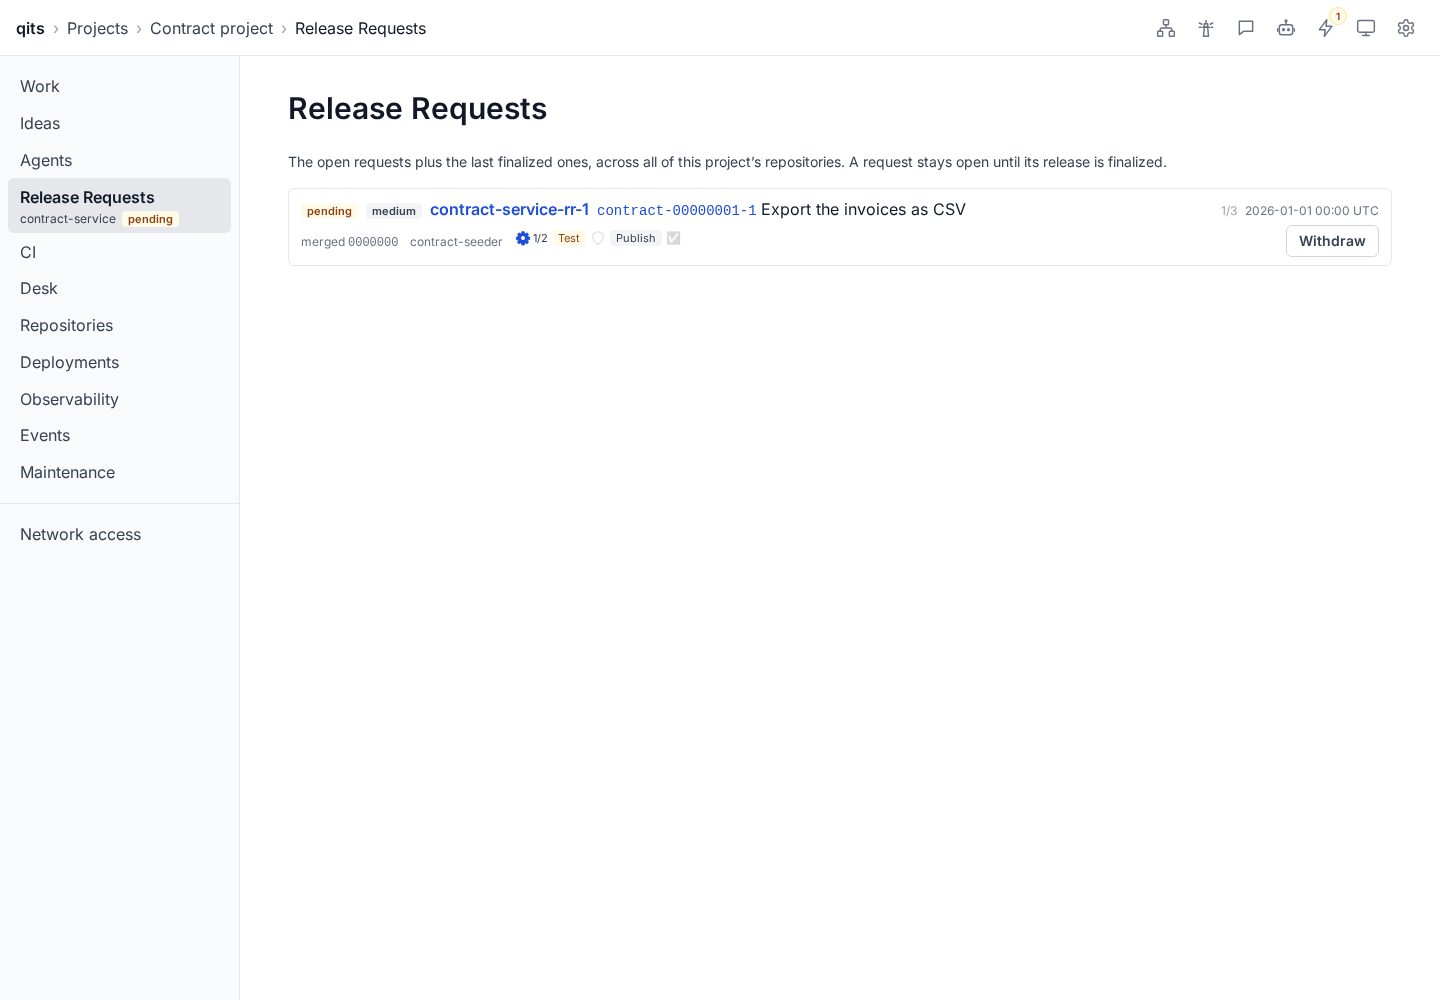 qits › Projects › Contract project › Release Requests
1
Work
Ideas
Agents
Release Requests
contract-service pending
CI
Desk
Repositories
Deployments
Observability
Events
Maintenance
Network access
Release Requests
The open requests plus the last finalized ones, across all of this project’s repositories. A request stays open until its release is finalized.
pending medium contract-service-rr-1 contract-00000001-1 Export the invoices as CSV 1/3 2026-01-01 00:00 UTC
merged 0000000 contract-seeder 1/2 Test Publish Withdraw